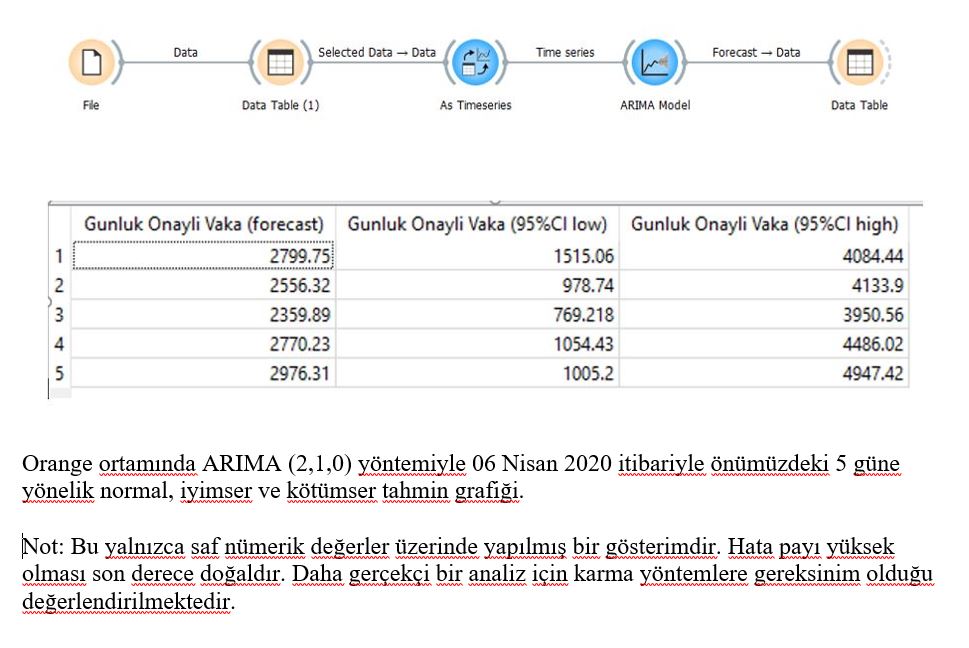 Data
Selected Data → Data
Time series
Forecast → Data
File
Data Table (1)
As Timeseries
ARIMA Model
Data Table
Gunluk Onayli Vaka (forecast) Gunluk Onayli Vaka (95%CI low) Gunluk Onayli Vaka (95%CI high)
1 2799.75 1515.06 4084.44
2 2556.32 978.74 4133.9
3 2359.89 769.218 3950.56
4 2770.23 1054.43 4486.02
5 2976.31 1005.2 4947.42
Orange ortamında ARIMA (2,1,0) yöntemiyle 06 Nisan 2020 itibariyle önümüzdeki 5 güne
yönelik normal, iyimser ve kötümser tahmin grafiği.
Not: Bu yalnızca saf nümerik değerler üzerinde yapılmış bir gösterimdir. Hata payı yüksek
olması son derece doğaldır. Daha gerçekçi bir analiz için karma yöntemlere gereksinim olduğu
değerlendirilmektedir.